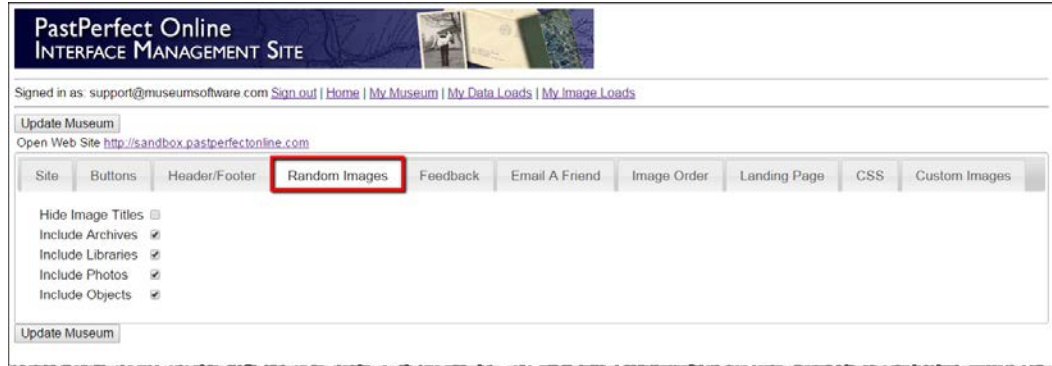 PastPerfect Online
INTERFACE MANAGEMENT SITE
Signed in as: support@museumsoftware.com Sign out | Home | My Museum | My Data Loads | My Image Loads
Update Museum
Open Web Site http://sandbox.pastperfectonline.com
Site Buttons Header/Footer Random Images Feedback Email A Friend Image Order Landing Page CSS Custom Images
Hide Image Titles
Include Archives
Include Libraries
Include Photos
Include Objects
Update Museum